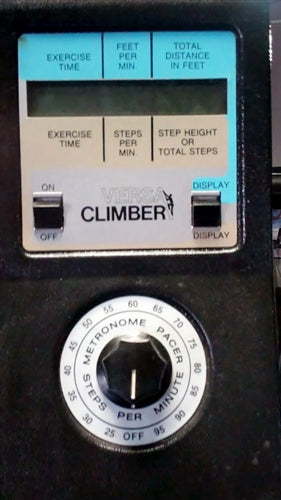 EXERCISE TIME FEET PER MIN. TOTAL DISTANCE IN FEET
EXERCISE TIME STEPS PER MIN. STEP HEIGHT OR TOTAL STEPS
ON
DISPLAY
VERSA
CLIMBER
OFF
DISPLAY
METRONOME PACER
STEPS PER MINUTE
OFF 25 30 35 40 45 50 55 60 65 70 75 80 85 90 95